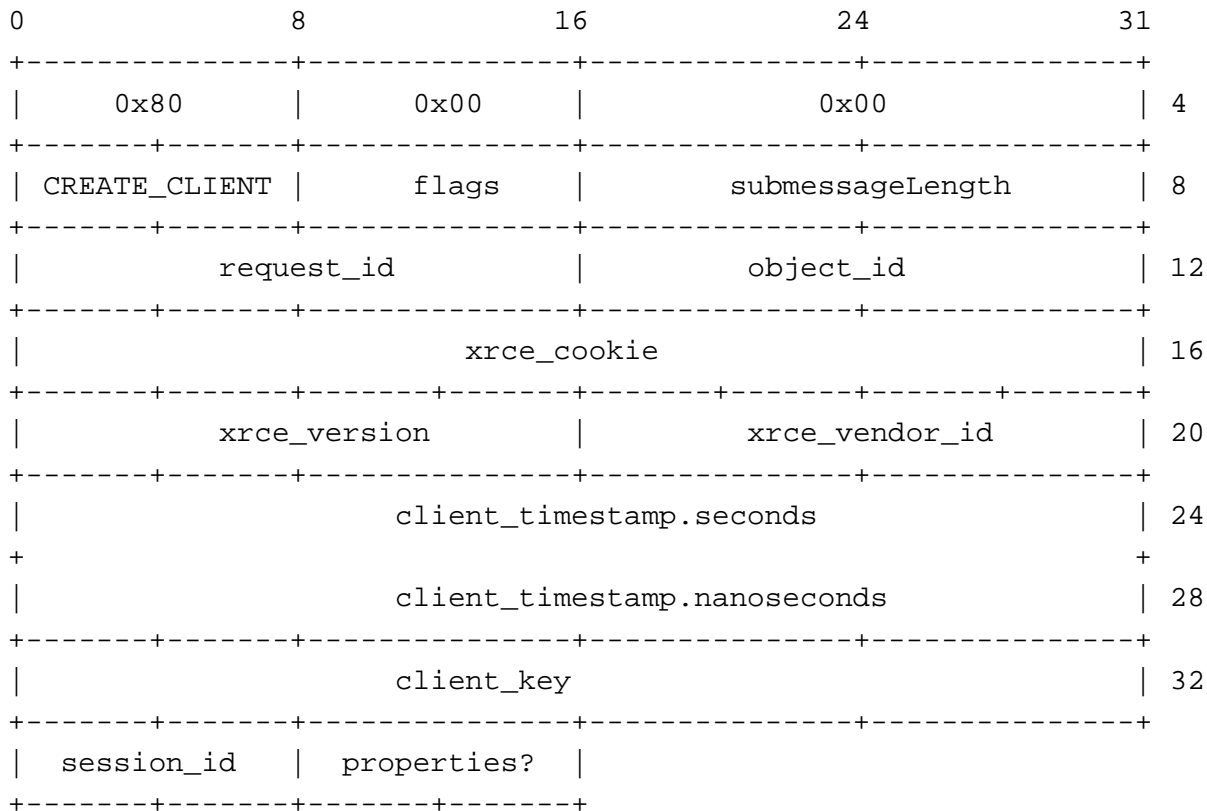 0 8 16 24 31
+---------------+---------------+---------------+---------------+
| 0x80 | 0x00 | 0x00 | 4
+-------+-------+---------------+---------------+---------------+
| CREATE_CLIENT | flags | submessageLength | 8
+-------+-------+---------------+---------------+---------------+
| request_id | object_id | 12
+-------+-------+---------------+---------------+---------------+
| xrce_cookie | 16
+-------+-------+-------+-------+-------+-------+-------+-------+
| xrce_version | xrce_vendor_id | 20
+-------+-------+---------------+---------------+---------------+
| client_timestamp.seconds | 24
+ +
| client_timestamp.nanoseconds | 28
+-------+-------+---------------+---------------+---------------+
| client_key | 32
+-------+-------+---------------+---------------+---------------+
| session_id | properties? |
+-------+-------+-------+-------+